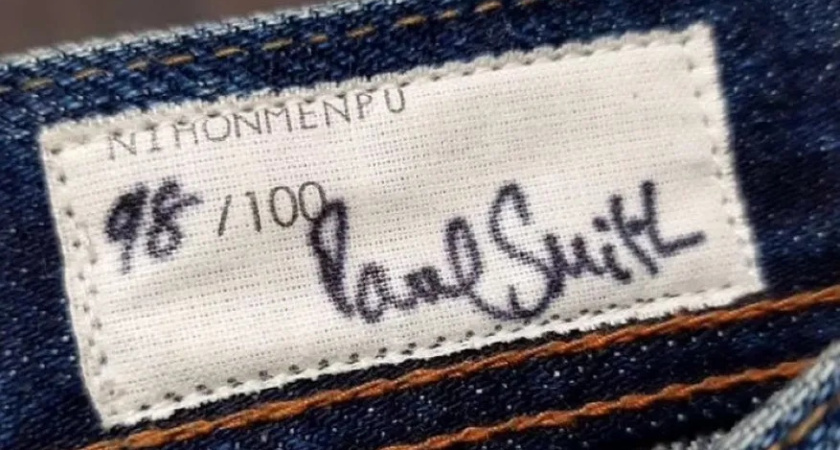 NIHONMENPU
98 /100
Paul Smith